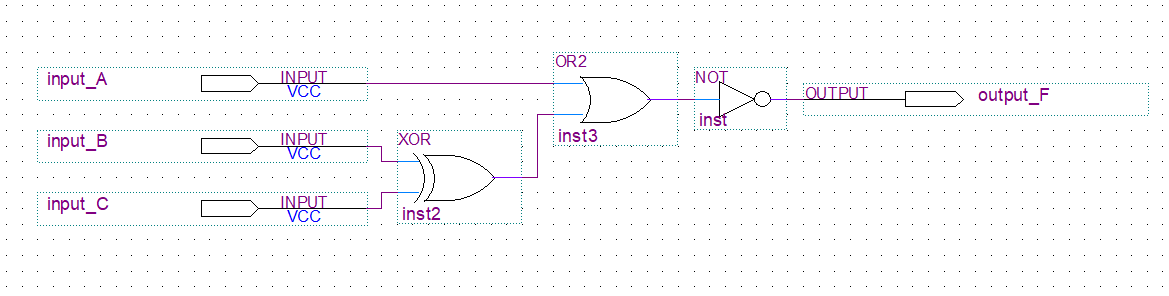 input_A
INPUT
VCC
input_B
INPUT
VCC
input_C
INPUT
VCC
XOR
inst2
OR2
inst3
NOT
inst
OUTPUT
output_F